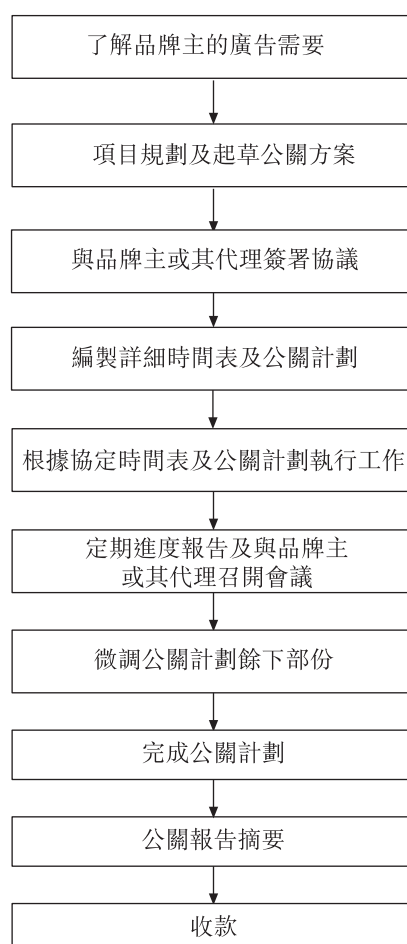 了解品牌主的廣告需要
項目規劃及起草公關方案
與品牌主或其代理簽署協議
編製詳細時間表及公關計劃
根據協定時間表及公關計劃執行工作
定期進度報告及與品牌主
或其代理召開會議
微調公關計劃餘下部份
完成公關計劃
公關報告摘要
收款